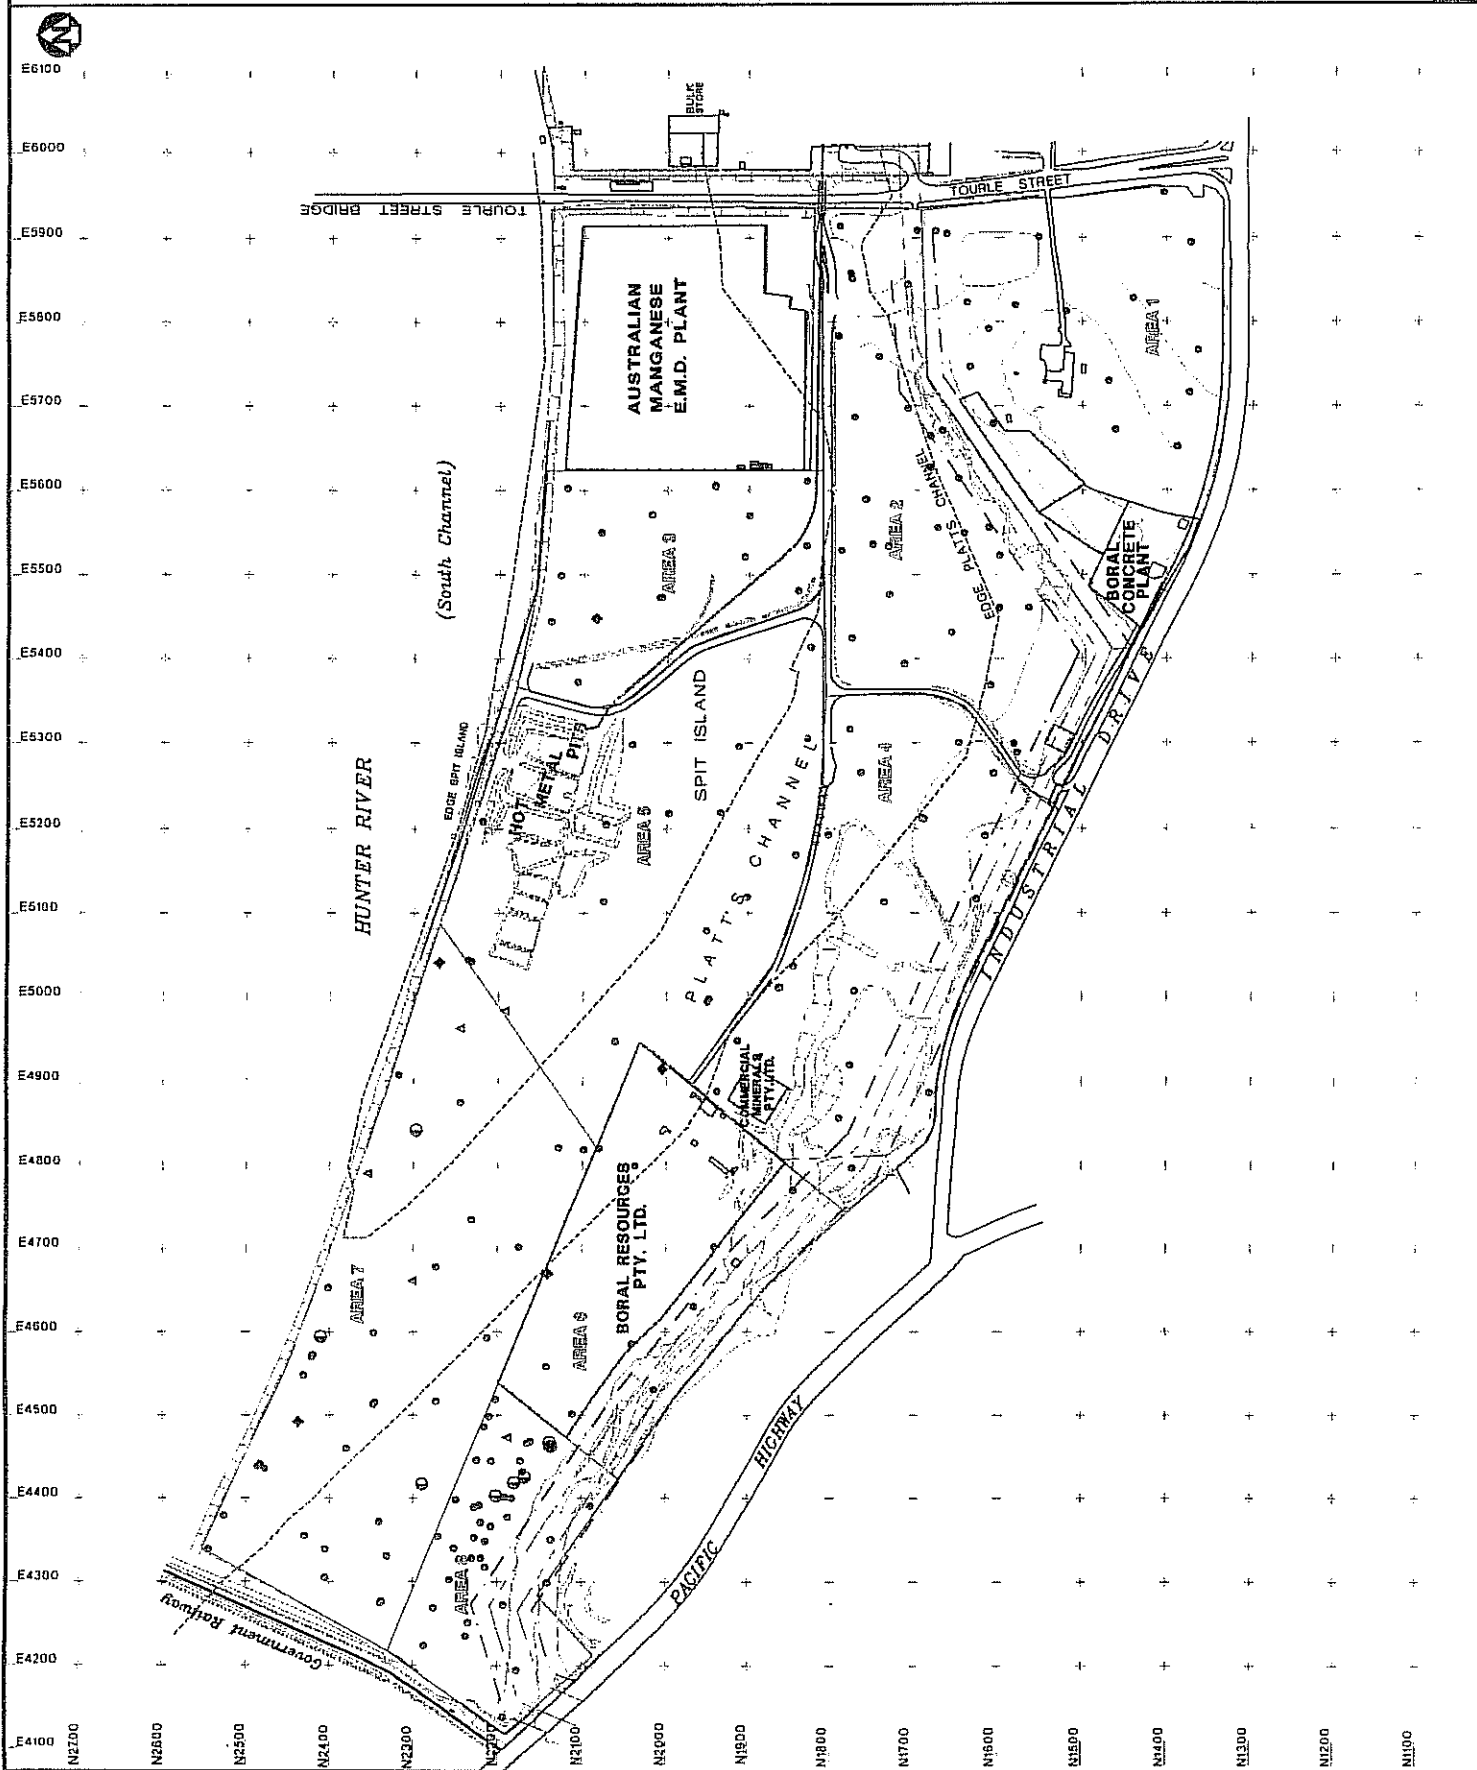 N
E6100
E6000
E5900
E5800
E5700
E5600
E5500
E5400
E5300
E5200
E5100
E5000
E4900
E4800
E4700
E4600
E4500
E4400
E4300
E4200
E4100
BULK
STORE
TOURLE STREET
TOURLE STREET BRIDGE
AUSTRALIAN
MANGANESE
E.M.D. PLANT
AREA 1
(South Channel)
EDGE PLATTS CHANNEL
AREA 2
AREA 3
BORAL
CONCRETE
PLANT
EDGE PLATTS CHANNEL
HUNTER RIVER
EDGE SPIT ISLAND
HOT METAL PITS
SPIT ISLAND
AREA 4
AREA 5
PLATT'S CHANNEL
INDUSTRIAL DRIVE
COMMERCIAL
MINERALS
PTY. LTD.
BORAL RESOURCES
PTY. LTD.
AREA 7
AREA 6
PACIFIC HIGHWAY
AREA 8
Government Railway
N2700
N2600
N2500
N2400
N2300
N2200
N2100
N2000
N1900
N1800
N1700
N1600
N1500
N1400
N1300
N1200
N1100